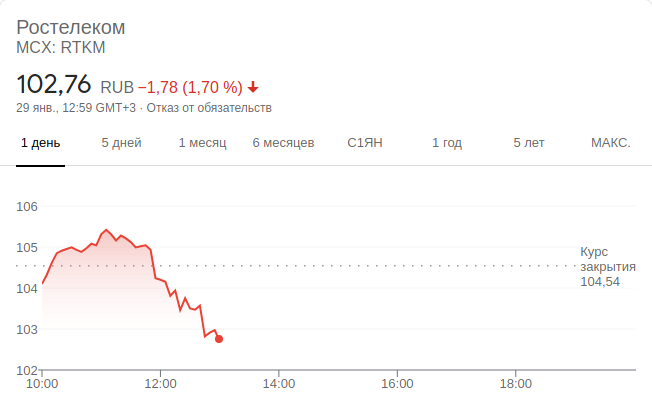 Ростелеком
MCX: RTKM
102,76 RUB −1,78 (1,70 %)
29 янв., 12:59 GMT+3 · Отказ от обязательств
1 день 5 дней 1 месяц 6 месяцев С1ЯН 1 год 5 лет МАКС.
106
105
104
103
102
Курс
закрытия
104,54
10:00 12:00 14:00 16:00 18:00